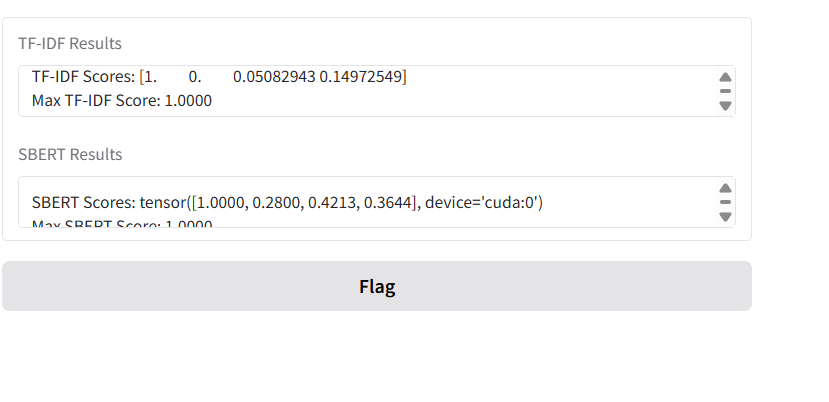 TF-IDF Results
TF-IDF Scores: [1. 0. 0.05082943 0.14972549]
Max TF-IDF Score: 1.0000
SBERT Results
SBERT Scores: tensor([1.0000, 0.2800, 0.4213, 0.3644], device='cuda:0')
Max SBERT Score: 1.0000
Flag